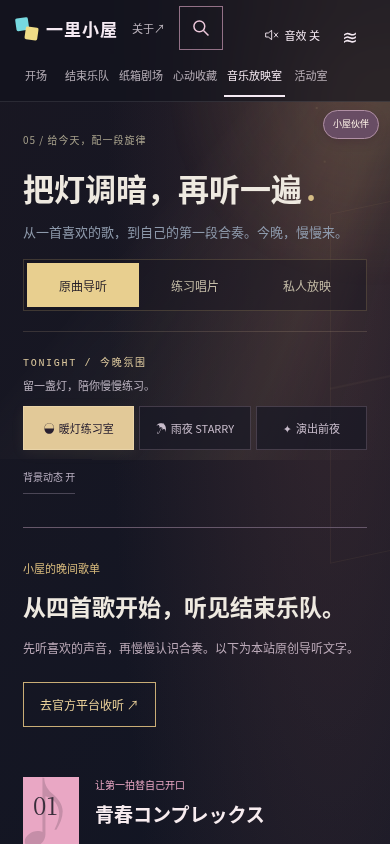 一里小屋
关于↗
音效 关
开场 结束乐队 纸箱剧场 心动收藏 音乐放映室 活动室
小屋伙伴
05 / 给今天，配一段旋律
把灯调暗，再听一遍.
从一首喜欢的歌，到自己的第一段合奏。今晚，慢慢来。
原曲导听 练习唱片 私人放映
TONIGHT / 今晚氛围
留一盏灯，陪你慢慢练习。
暖灯练习室 雨夜 STARRY 演出前夜
背景动态 开
小屋的晚间歌单
从四首歌开始，听见结束乐队。
先听喜欢的声音，再慢慢认识合奏。以下为本站原创导听文字。
去官方平台收听 ↗
01
让第一拍替自己开口
青春コンプレックス